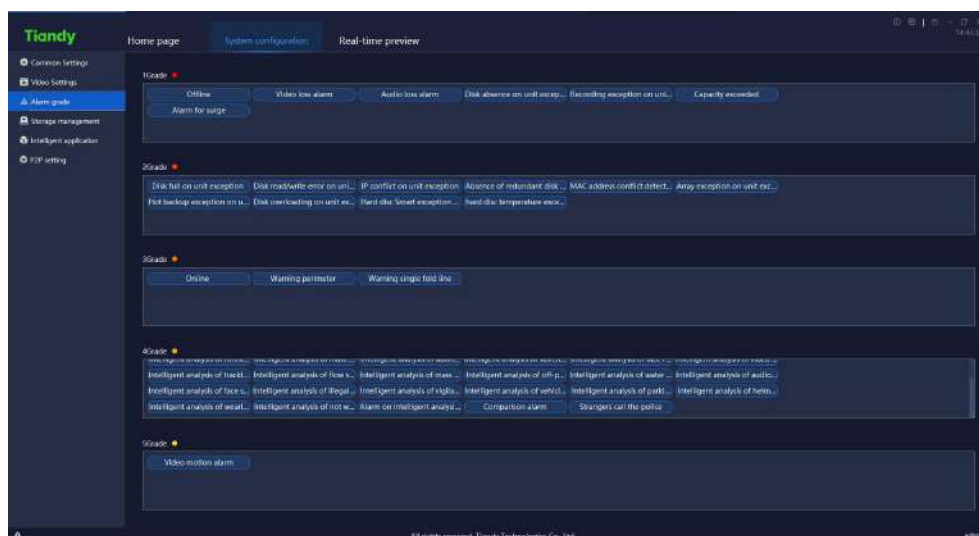 Tiandy
Home page System configuration Real-time preview
Common Settings
Video Settings
Alarm grade
Storage management
Intelligent application
P2P setting
1Grade
Offline Video loss alarm Audio loss alarm Disk absence on unit excep... Recording exception on uni... Capacity exceeded
Alarm for surge
2Grade
Disk full on unit exception Disk read/write error on uni... IP conflict on unit exception Absence of redundant disk ... MAC address conflict detect... Array exception on unit exc...
Hot backup exception on u... Disk overloading on unit ex... Hard disc Smart exception ... hard disc temperature exce...
3Grade
Online Warning perimeter Warning single fold line
4Grade
Intelligent analysis of tracki... Intelligent analysis of flow s... Intelligent analysis of mass ... Intelligent analysis of off-p... Intelligent analysis of water ... Intelligent analysis of audio...
Intelligent analysis of face s... Intelligent analysis of illegal ... Intelligent analysis of vigila... Intelligent analysis of vehicl... Intelligent analysis of parki... Intelligent analysis of helm...
Intelligent analysis of weari... Intelligent analysis of not w... Alarm on intelligent analysi... Comparison alarm Strangers call the police
5Grade
Video motion alarm